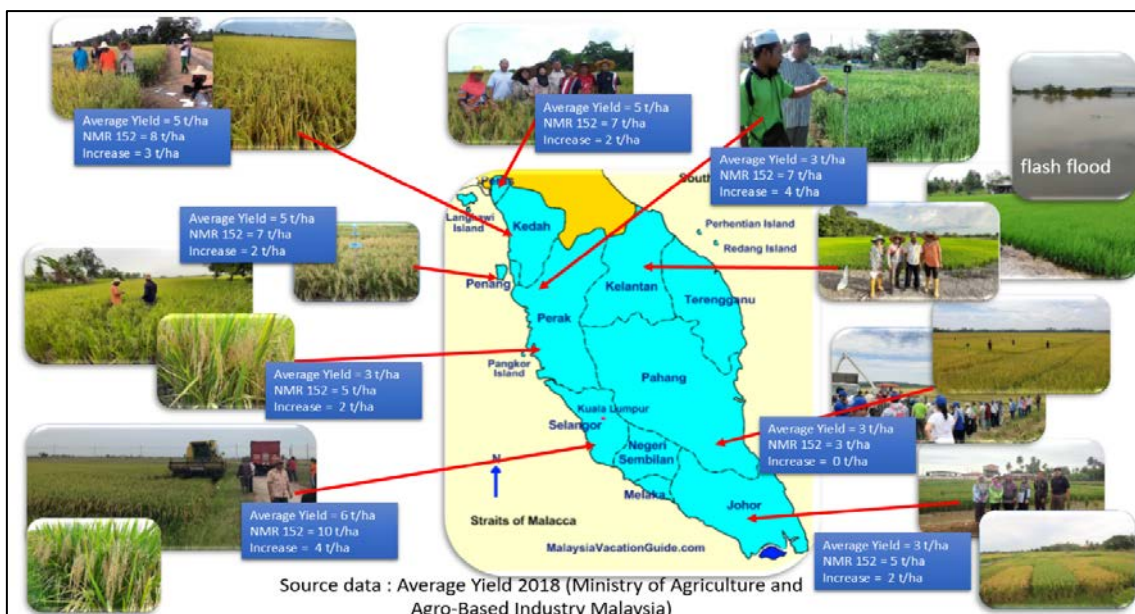 Average Yield = 5 t/ha
NMR 152 = 8 t/ha
Increase = 3 t/ha
Average Yield = 5 t/ha
NMR 152 = 7 t/ha
Increase = 2 t/ha
Average Yield = 3 t/ha
NMR 152 = 7 t/ha
Increase = 4 t/ha
flash flood
Average Yield = 5 t/ha
NMR 152 = 7 t/ha
Increase = 2 t/ha
Langkawi
Island
Kedah
Perhentian Island
Redang Island
Penang
Kelantan
Terengganu
Perak
Pangkor
Island
Pahang
Average Yield = 3 t/ha
NMR 152 = 5 t/ha
Increase = 2 t/ha
Kuala Lumpur
Selangor
Negeri
Sembilan
Average Yield = 3 t/ha
NMR 152 = 3 t/ha
Increase = 0 t/ha
N
Melaka
Johor
Average Yield = 6 t/ha
NMR 152 = 10 t/ha
Increase = 4 t/ha
Straits of Malacca
MalaysiaVacationGuide.com
Average Yield = 3 t/ha
NMR 152 = 5 t/ha
Increase = 2 t/ha
Source data : Average Yield 2018 (Ministry of Agriculture and
Agro-Based Industry Malaysia)